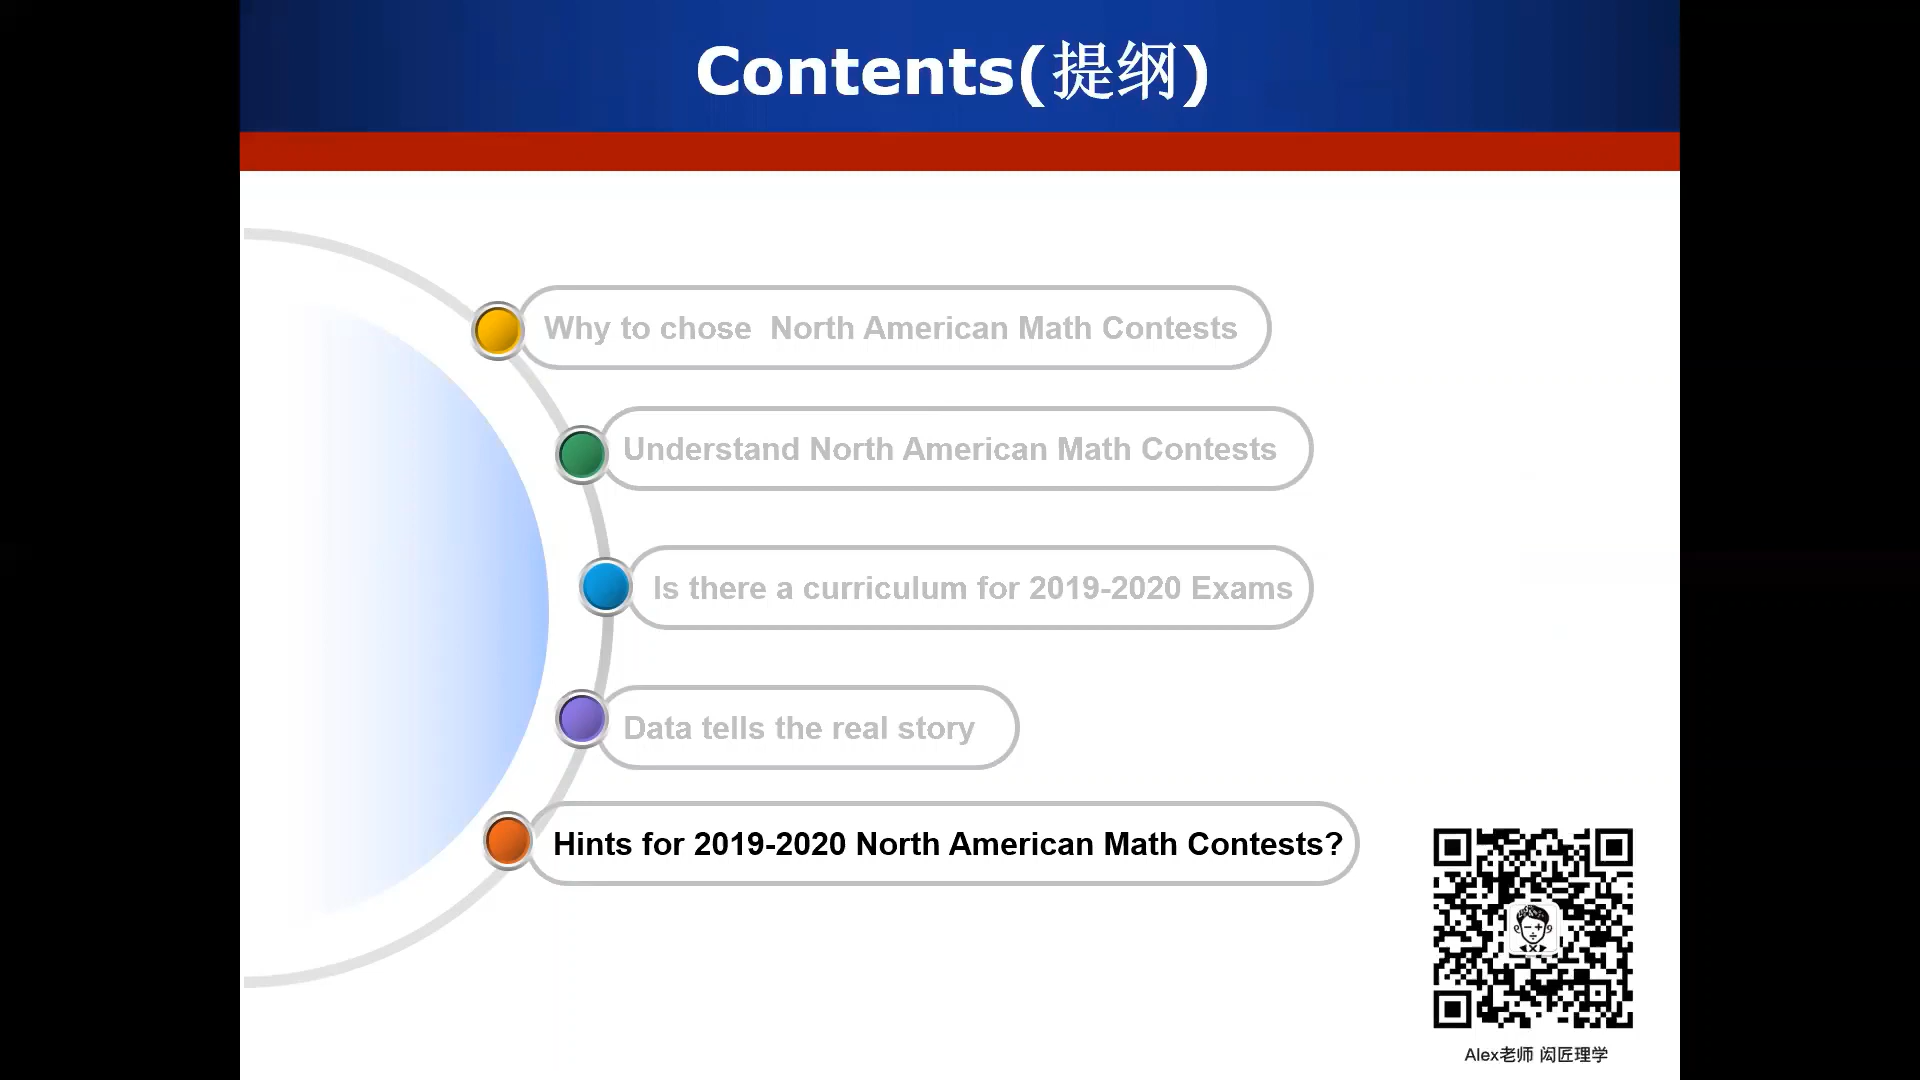 Contents(提纲)
Why to chose  North American Math Contests
Understand North American Math Contests
Is there a curriculum for 2019-2020 Exams
Data tells the real story
Hints for 2019-2020 North American Math Contests?
Alex老师 闳匠理学